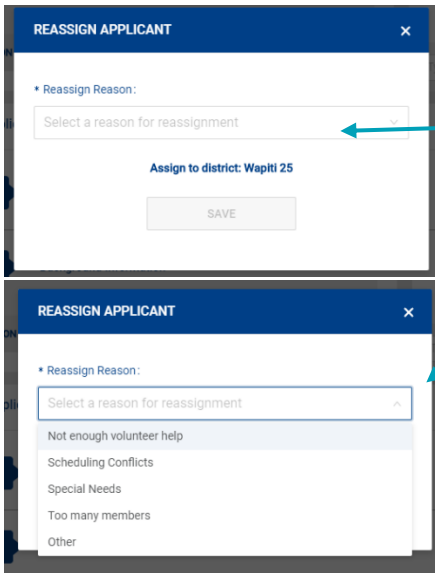 REASSIGN APPLICANT
* Reassign Reason:
Select a reason for reassignment
Assign to district: Wapiti 25
SAVE
REASSIGN APPLICANT
* Reassign Reason:
Select a reason for reassignment
Not enough volunteer help
Scheduling Conflicts
Special Needs
Too many members
Other